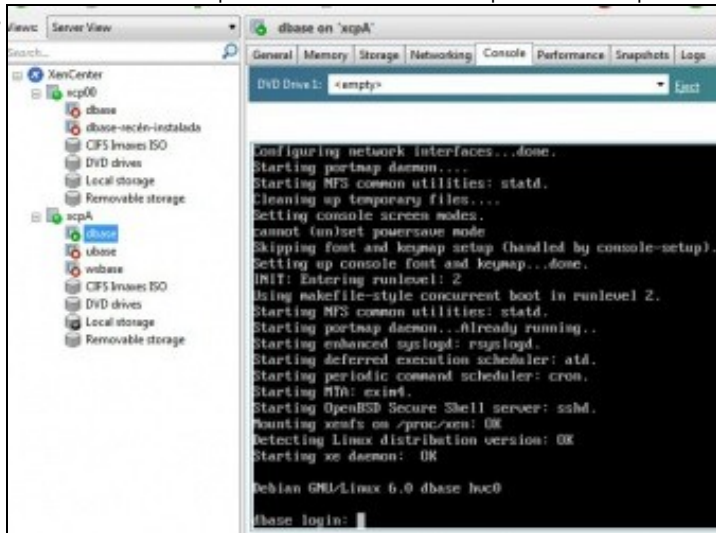 Views: Server View
Search...
XenCenter
xcp00
dbase
dbase-recén-instalada
CIFS Imaxes ISO
DVD drives
Local storage
Removable storage
xcpA
dbase
ubase
wsbase
CIFS Imaxes ISO
DVD drives
Local storage
Removable storage
dbase on 'xcpA'
General Memory Storage Networking Console Performance Snapshots Logs
DVD Drive 1: <empty> Eject
Configuring network interfaces...done.
Starting portmap daemon....
Starting NFS common utilities: statd.
Cleaning up temporary files....
Setting console screen modes.
cannot (un)set powersave mode
Skipping font and keymap setup (handled by console-setup).
Setting up console font and keymap...done.
INIT: Entering runlevel: 2
Using makefile-style concurrent boot in runlevel 2.
Starting NFS common utilities: statd.
Starting portmap daemon...Already running..
Starting enhanced syslogd: rsyslogd.
Starting deferred execution scheduler: atd.
Starting periodic command scheduler: cron.
Starting MTA: exim4.
Starting OpenBSD Secure Shell server: sshd.
Mounting xenfs on /proc/xen: OK
Detecting Linux distribution version: OK
Starting xe daemon:  OK
Debian GNU/Linux 6.0 dbase hvc0
dbase login: